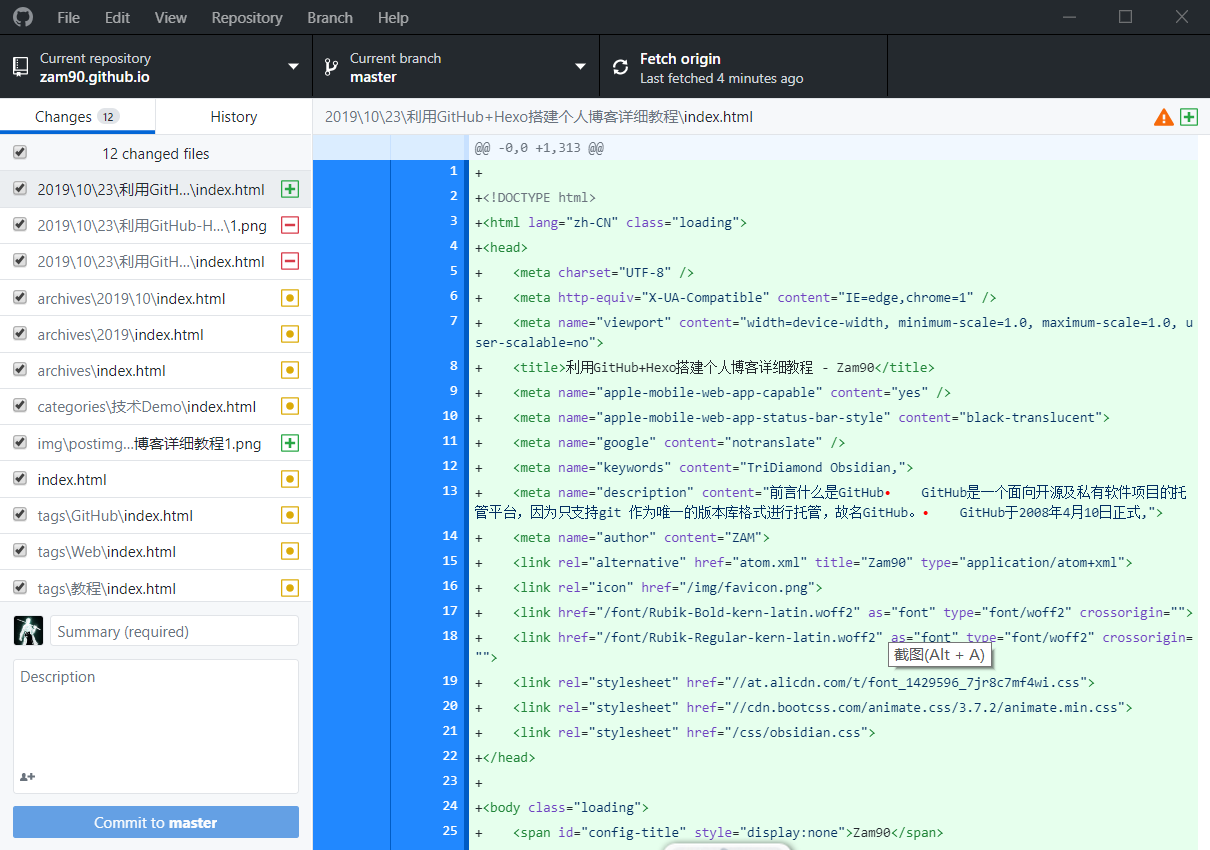 File Edit View Repository Branch Help
Current repository
zam90.github.io
Current branch
master
Fetch origin
Last fetched 4 minutes ago
Changes 12 History
2019\10\23\利用GitHub+Hexo搭建个人博客详细教程\index.html
12 changed files
2019\10\23\利用GitH...\index.html
2019\10\23\利用GitHub-H...\1.png
2019\10\23\利用GitH...\index.html
archives\2019\10\index.html
archives\2019\index.html
archives\index.html
categories\技术Demo\index.html
img\postimg...博客详细教程1.png
index.html
tags\GitHub\index.html
tags\Web\index.html
tags\教程\index.html
Summary (required)
Description
Commit to master
@@ -0,0 +1,313 @@
1 +
2 +<!DOCTYPE html>
3 +<html lang="zh-CN" class="loading">
4 +<head>
5 +    <meta charset="UTF-8" />
6 +    <meta http-equiv="X-UA-Compatible" content="IE=edge,chrome=1" />
7 +    <meta name="viewport" content="width=device-width, minimum-scale=1.0, maximum-scale=1.0, u
ser-scalable=no">
8 +    <title>利用GitHub+Hexo搭建个人博客详细教程 - Zam90</title>
9 +    <meta name="apple-mobile-web-app-capable" content="yes" />
10 +    <meta name="apple-mobile-web-app-status-bar-style" content="black-translucent">
11 +    <meta name="google" content="notranslate" />
12 +    <meta name="keywords" content="TriDiamond Obsidian,">
13 +    <meta name="description" content="前言什么是GitHub•    GitHub是一个面向开源及私有软件项目的托
管平台，因为只支持git 作为唯一的版本库格式进行托管，故名GitHub。•    GitHub于2008年4月10日正式,">
14 +    <meta name="author" content="ZAM">
15 +    <link rel="alternative" href="atom.xml" title="Zam90" type="application/atom+xml">
16 +    <link rel="icon" href="/img/favicon.png">
17 +    <link href="/font/Rubik-Bold-kern-latin.woff2" as="font" type="font/woff2" crossorigin="">
18 +    <link href="/font/Rubik-Regular-kern-latin.woff2" as="font" type="font/woff2" crossorigin=
"">
截图(Alt + A)
19 +    <link rel="stylesheet" href="//at.alicdn.com/t/font_1429596_7jr8c7mf4wi.css">
20 +    <link rel="stylesheet" href="//cdn.bootcss.com/animate.css/3.7.2/animate.min.css">
21 +    <link rel="stylesheet" href="/css/obsidian.css">
22 +</head>
23 +
24 +<body class="loading">
25 +    <span id="config-title" style="display:none">Zam90</span>